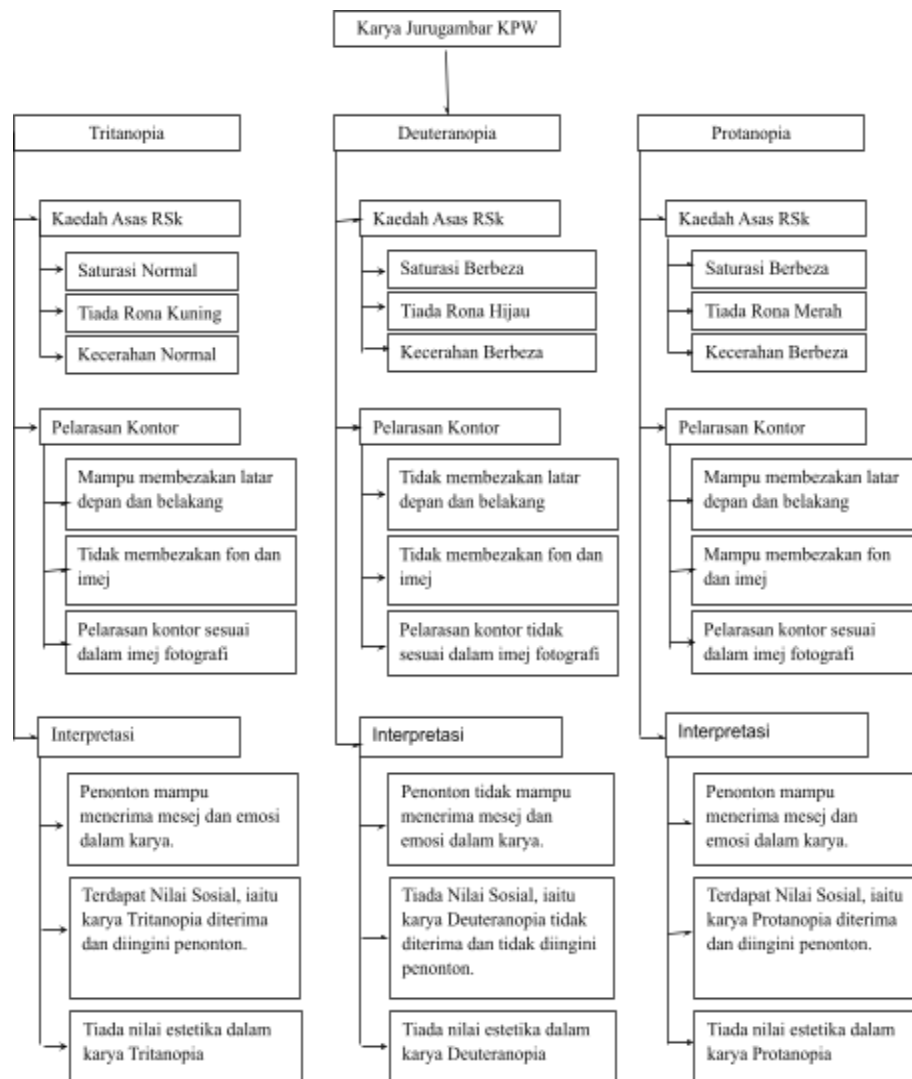 Karya Jurugambar KPW
Tritanopia
Kaedah Asas RSk
Saturasi Normal
Tiada Rona Kuning
Kecerahan Normal
Pelarasan Kontor
Mampu membezakan latar
depan dan belakang
Tidak membezakan fon dan
imej
Pelarasan kontor sesuai
dalam imej fotografi
Interpretasi
Penonton mampu
menerima mesej dan emosi
dalam karya.
Terdapat Nilai Sosial, iaitu
karya Tritanopia diterima
dan diingini penonton.
Tiada nilai estetika dalam
karya Tritanopia
Deuteranopia
Kaedah Asas RSk
Saturasi Berbeza
Tiada Rona Hijau
Kecerahan Berbeza
Pelarasan Kontor
Tidak membezakan latar
depan dan belakang
Tidak membezakan fon dan
imej
Pelarasan kontor tidak
sesuai dalam imej fotografi
Interpretasi
Penonton tidak mampu
menerima mesej dan
emosi dalam karya.
Tiada Nilai Sosial, iaitu
karya Deuteranopia tidak
diterima dan tidak diingini
penonton.
Tiada nilai estetika dalam
karya Deuteranopia
Protanopia
Kaedah Asas RSk
Saturasi Berbeza
Tiada Rona Merah
Kecerahan Berbeza
Pelarasan Kontor
Mampu membezakan latar
depan dan belakang
Mampu membezakan fon
dan imej
Pelarasan kontor sesuai
dalam imej fotografi
Interpretasi
Penonton mampu
menerima mesej dan
emosi dalam karya.
Terdapat Nilai Sosial, iaitu
karya Protanopia diterima
dan diingini penonton.
Tiada nilai estetika dalam
karya Protanopia